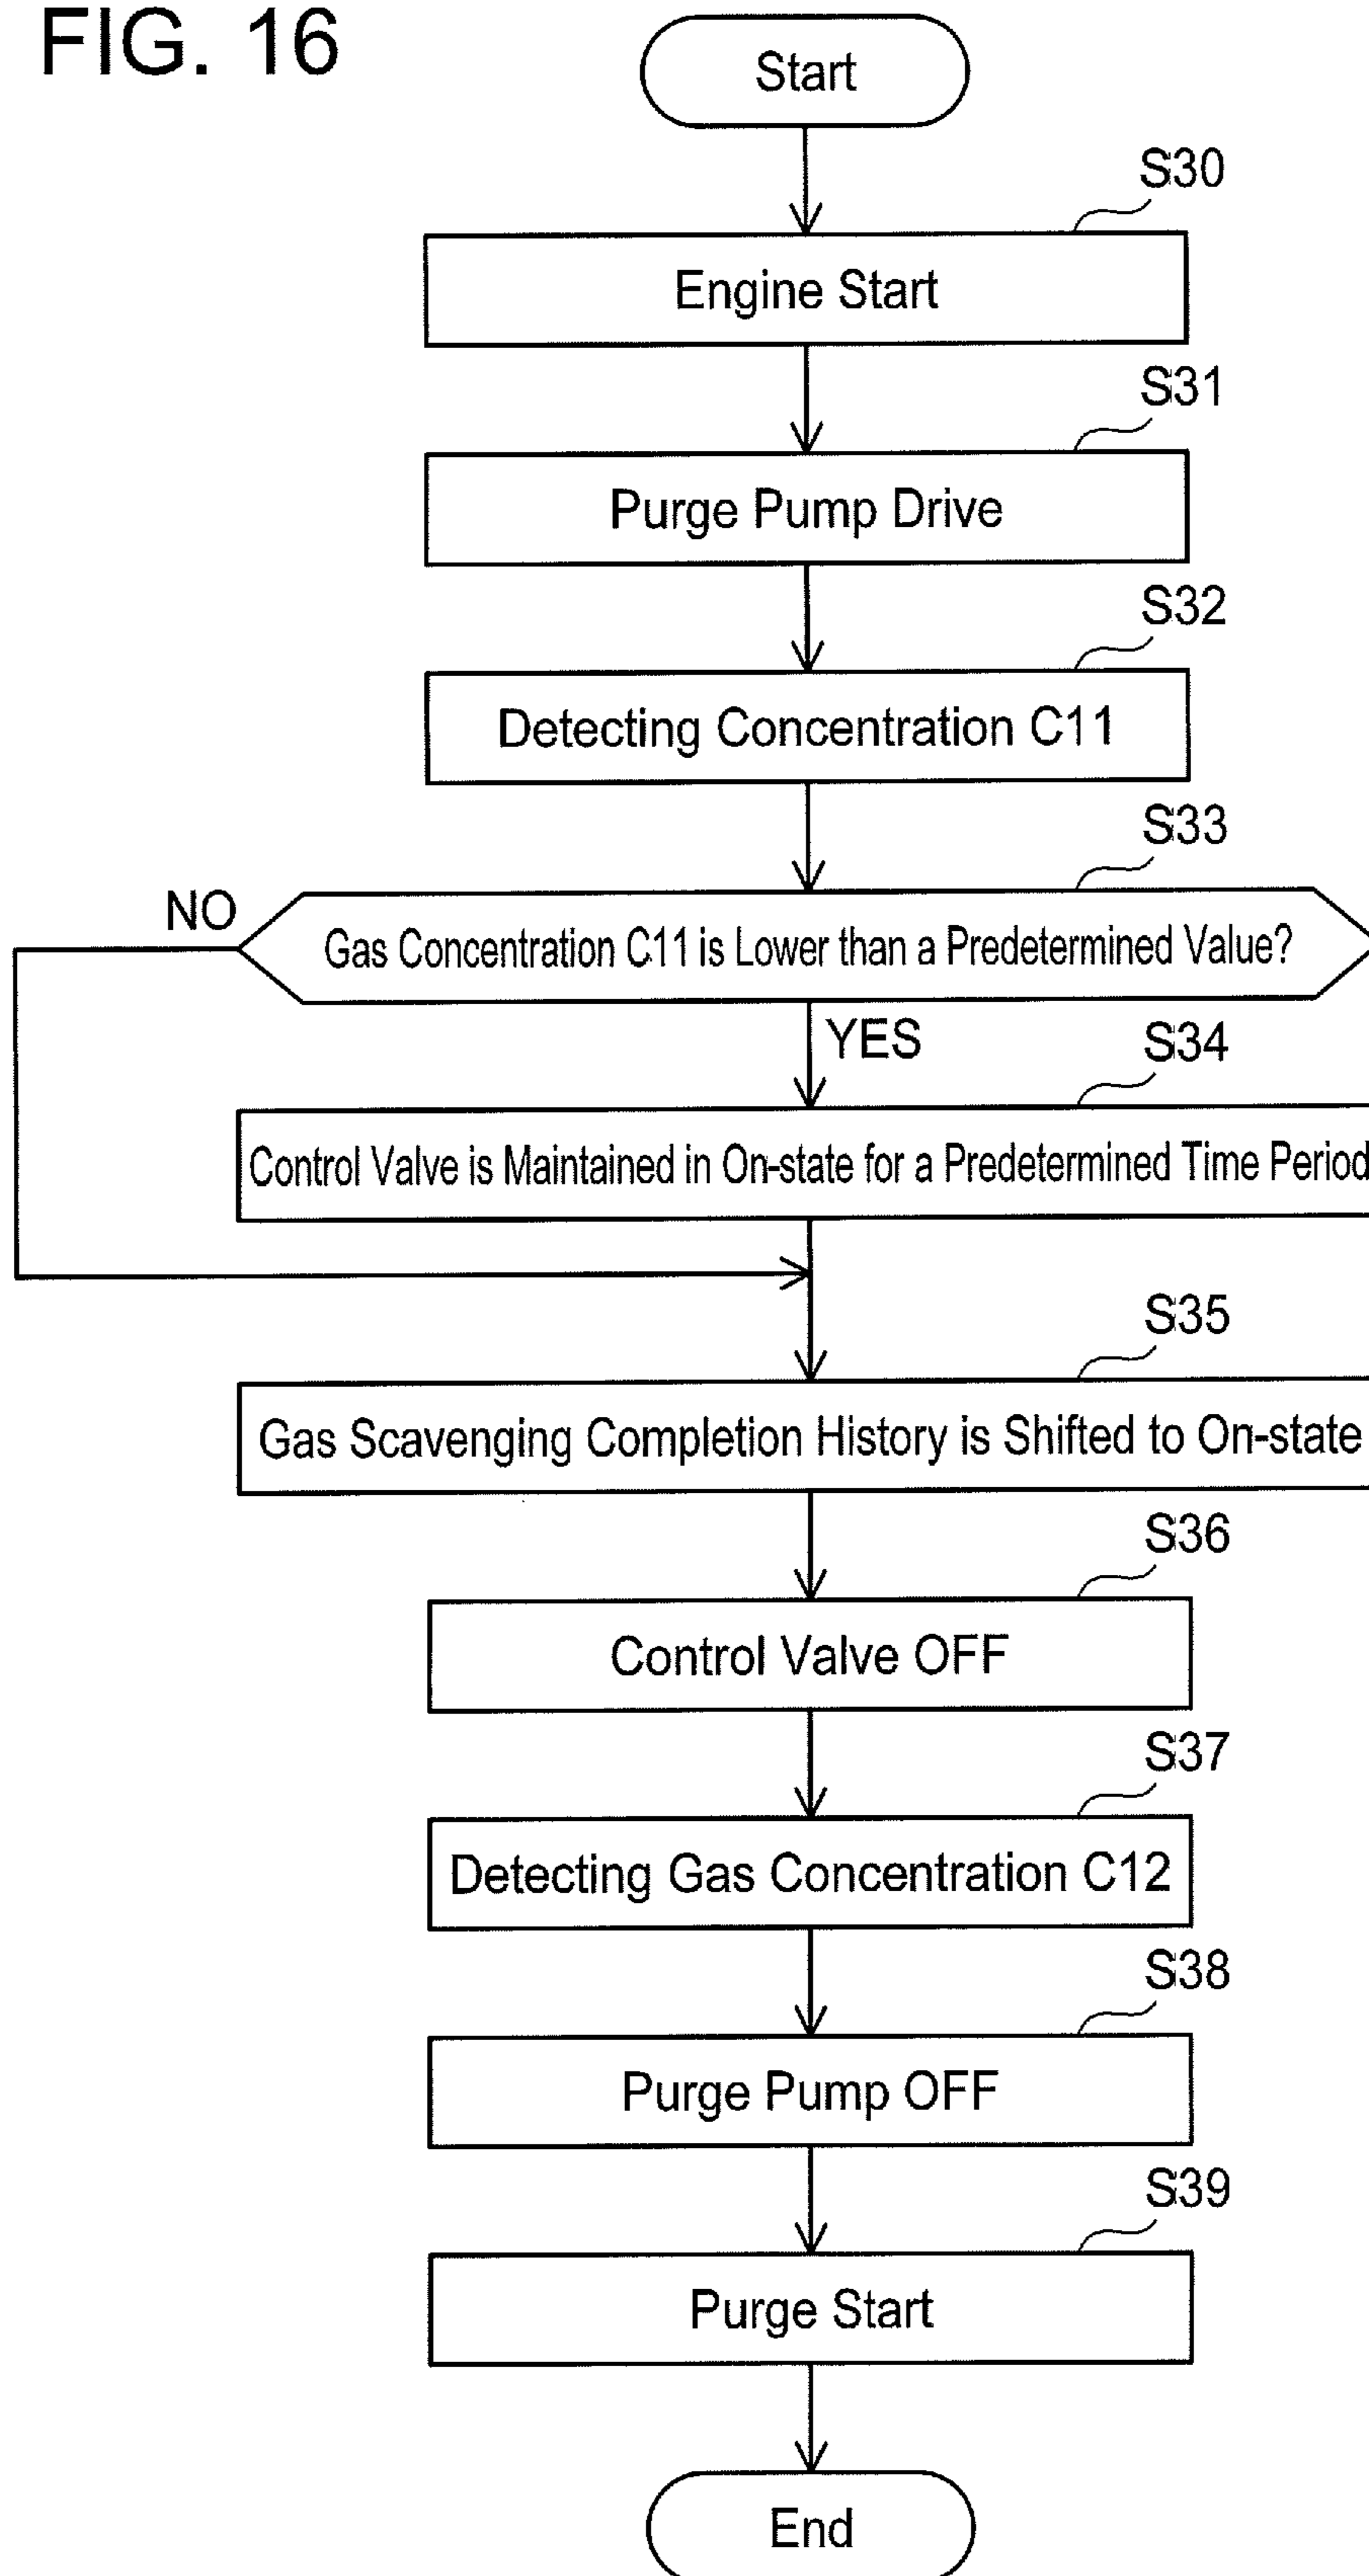 FIG. 16
Start
S30
Engine Start
S31
Purge Pump Drive
S32
Detecting Concentration C11
S33
NO
Gas Concentration C11 is Lower than a Predetermined Value?
YES
S34
Control Valve is Maintained in On-state for a Predetermined Time Period
S35
Gas Scavenging Completion History is Shifted to On-state
S36
Control Valve OFF
S37
Detecting Gas Concentration C12
S38
Purge Pump OFF
S39
Purge Start
End